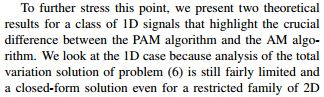 To further stress this point, we present two theoretical
results for a class of 1D signals that highlight the crucial
difference between the PAM algorithm and the AM algo-
rithm. We look at the 1D case because analysis of the total
variation solution of problem (6) is still fairly limited and
a closed-form solution even for a restricted family of 2D